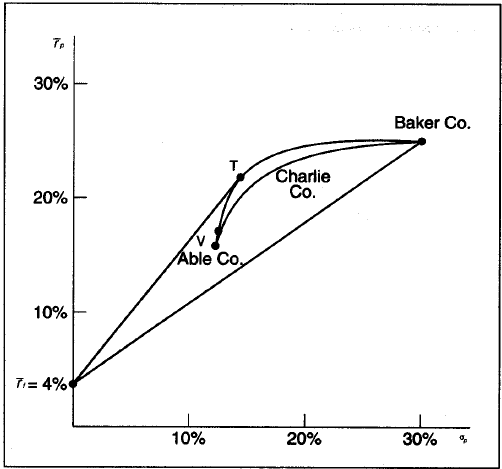 r̄ₚ
30%
Baker Co.
T
Charlie
Co.
20%
V
Able Co.
10%
r̄f = 4%
10%
20%
30%
σₚ